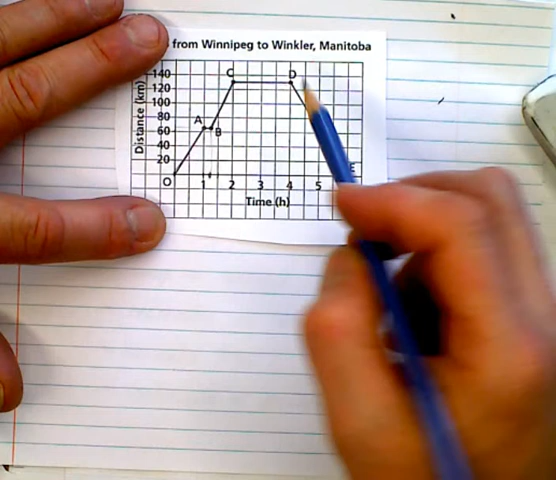 from Winnipeg to Winkler, Manitoba
Distance (km)
140
120
100
80
60
40
20
C D
A
B
E
O
1 2 3 4 5
Time (h)